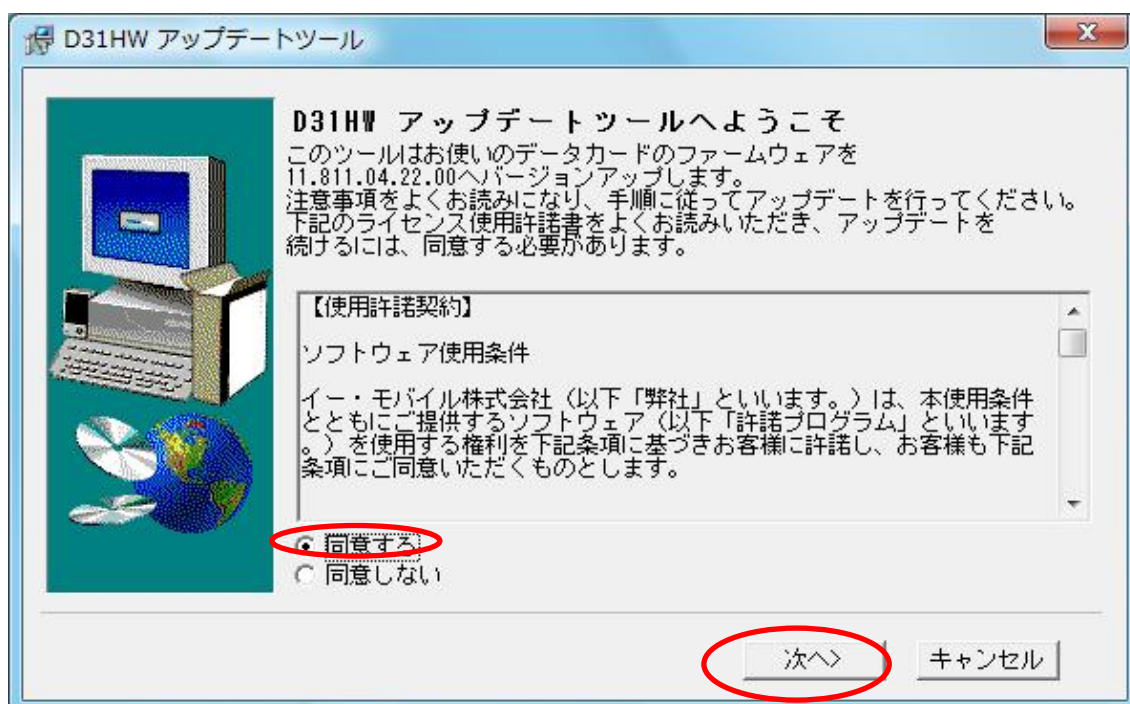 D31HW アップデートツール
D31HW アップデートツールへようこそ
このツールはお使いのデータカードのファームウェアを
11.811.04.22.00へバージョンアップします。
注意事項をよくお読みになり、手順に従ってアップデートを行ってください。
下記のライセンス使用許諾書をよくお読みいただき、アップデートを
続けるには、同意する必要があります。
【使用許諾契約】
ソフトウェア使用条件
イー・モバイル株式会社（以下「弊社」といいます。）は、本使用条件
とともにご提供するソフトウェア（以下「許諾プログラム」といいます
。）を使用する権利を下記条項に基づきお客様に許諾し、お客様も下記
条項にご同意いただくものとします。
同意する
同意しない
次へ>
キャンセル